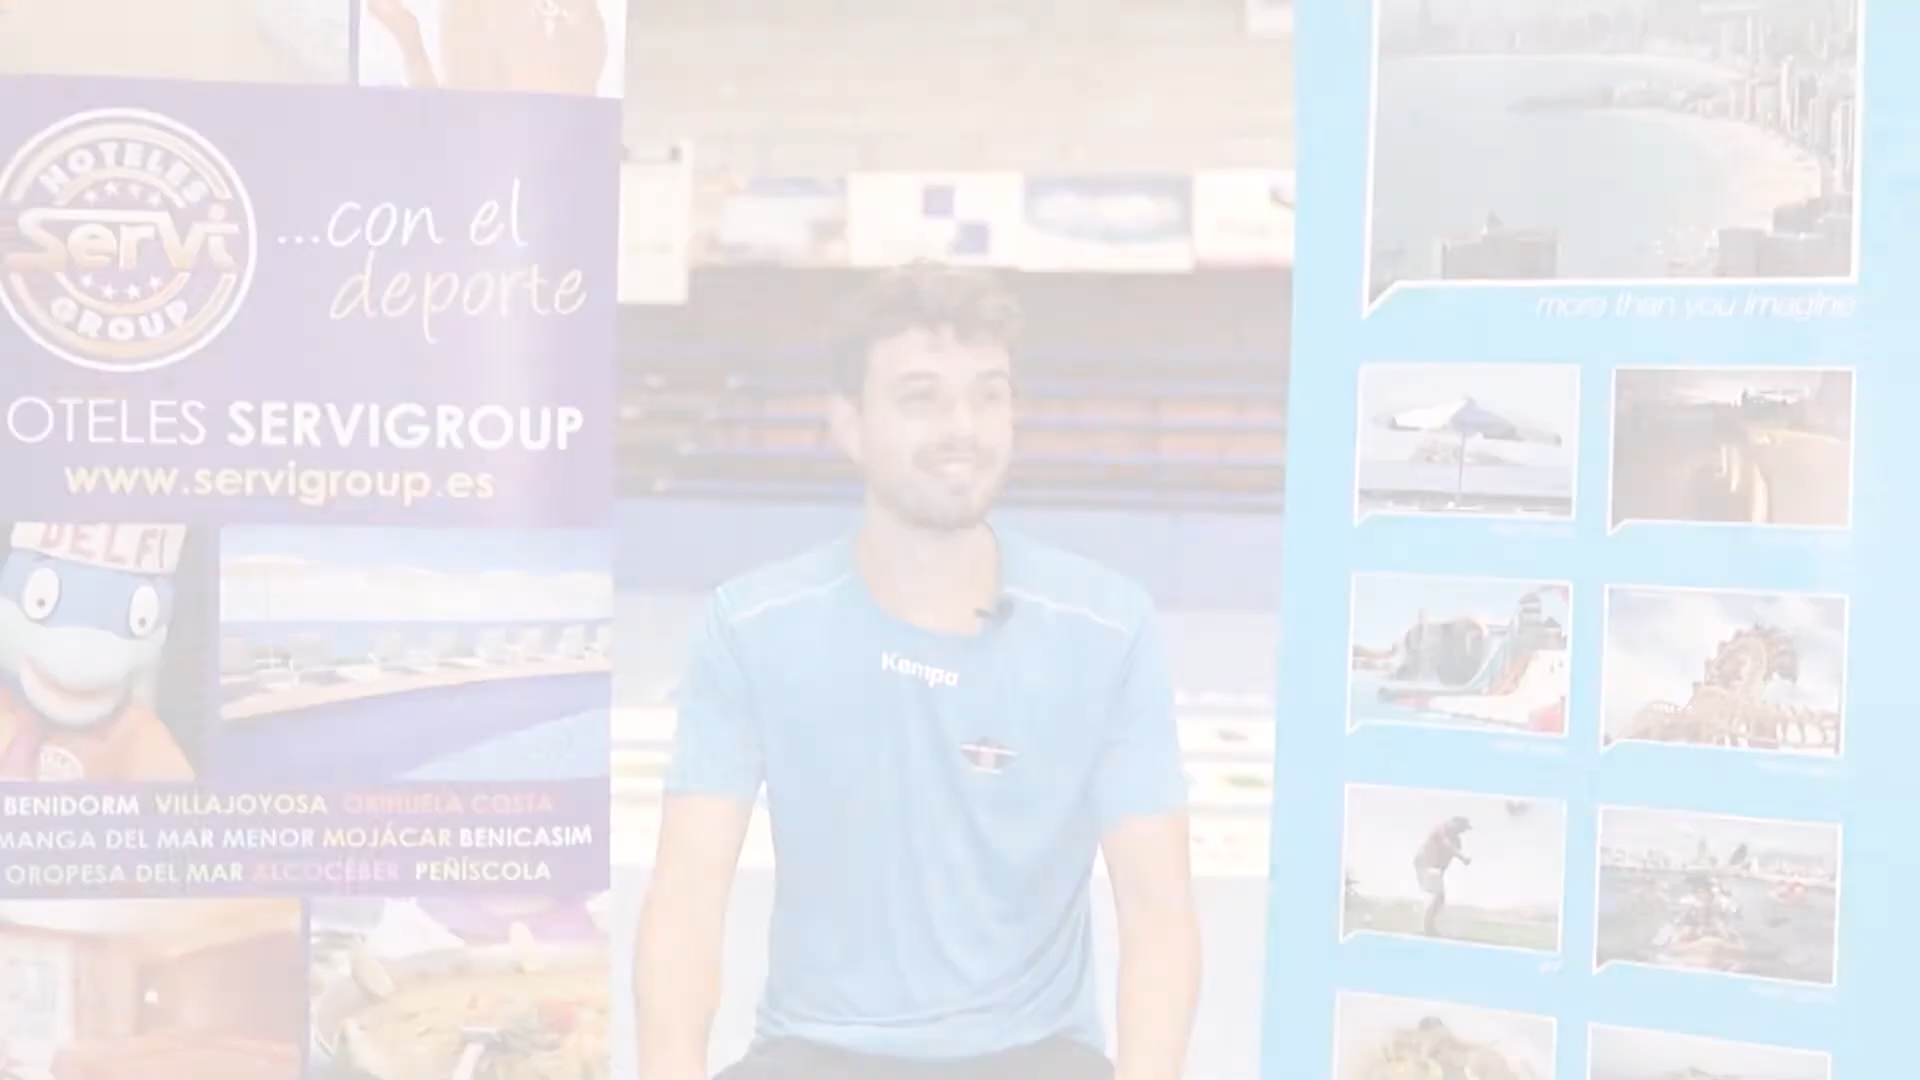 HOTELES
servi
GROUP
...con el
deporte
OTELES SERVIGROUP
www.servigroup.es
DELFI
BENIDORM VILLAJOYOSA ORIHUELA COSTA
MANGA DEL MAR MENOR MOJÁCAR BENICASIM
OROPESA DEL MAR ALCOCÉBER PEÑÍSCOLA
more than you imagine
Kempa